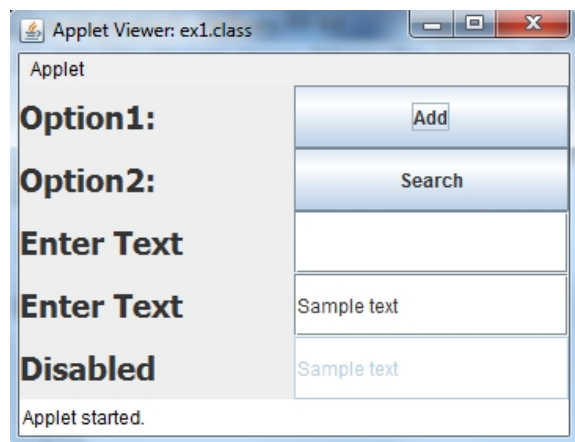 Applet Viewer: ex1.class
Applet
Option1: Add
Option2: Search
Enter Text
Enter Text Sample text
Disabled Sample text
Applet started.